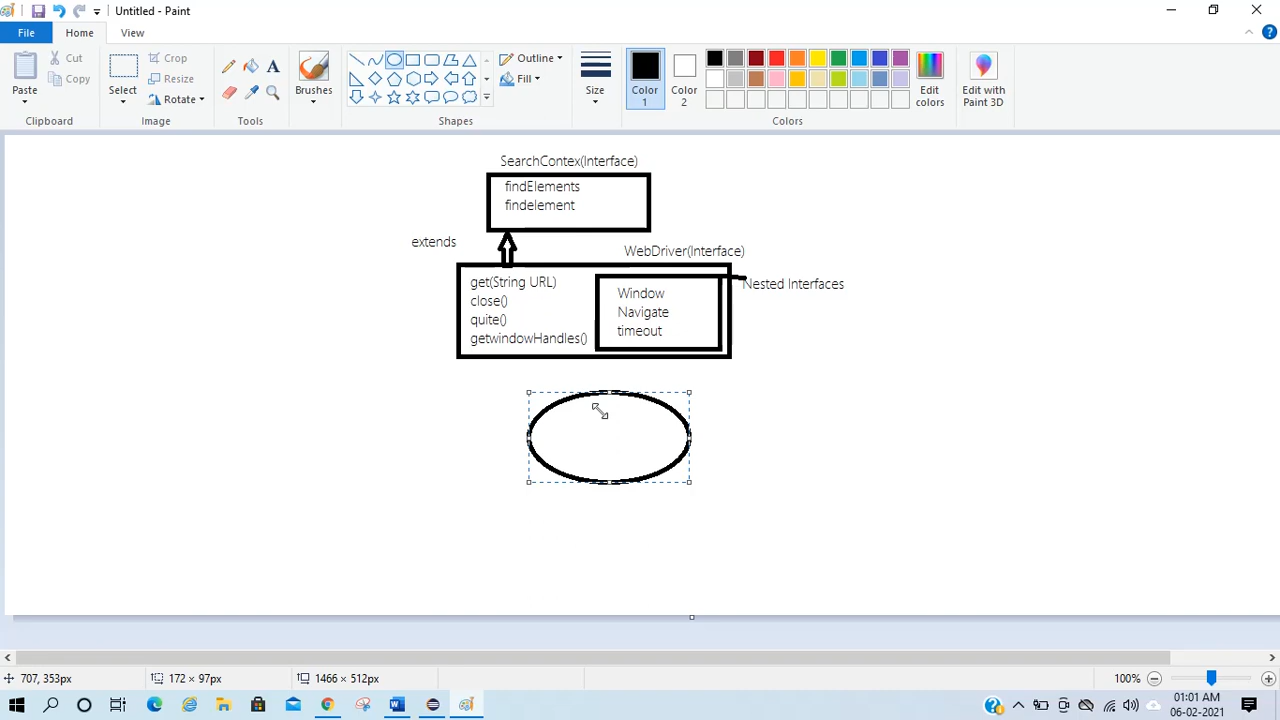 Untitled - Paint
File
Home
View
Paste
Cut
Copy
Clipboard
Select
Crop
Resize
Rotate
Image
A
Tools
Brushes
Outline
Fill
Shapes
Size
Color 1
Color 2
Edit colors
Colors
Edit with Paint 3D
SearchContex(Interface)
findElements
findelement
extends
WebDriver(Interface)
get(String URL)
close()
quite()
getwindowHandles()
Window
Navigate
timeout
Nested Interfaces
707, 353px
172 × 97px
1466 × 512px
100%
01:01 AM
06-02-2021